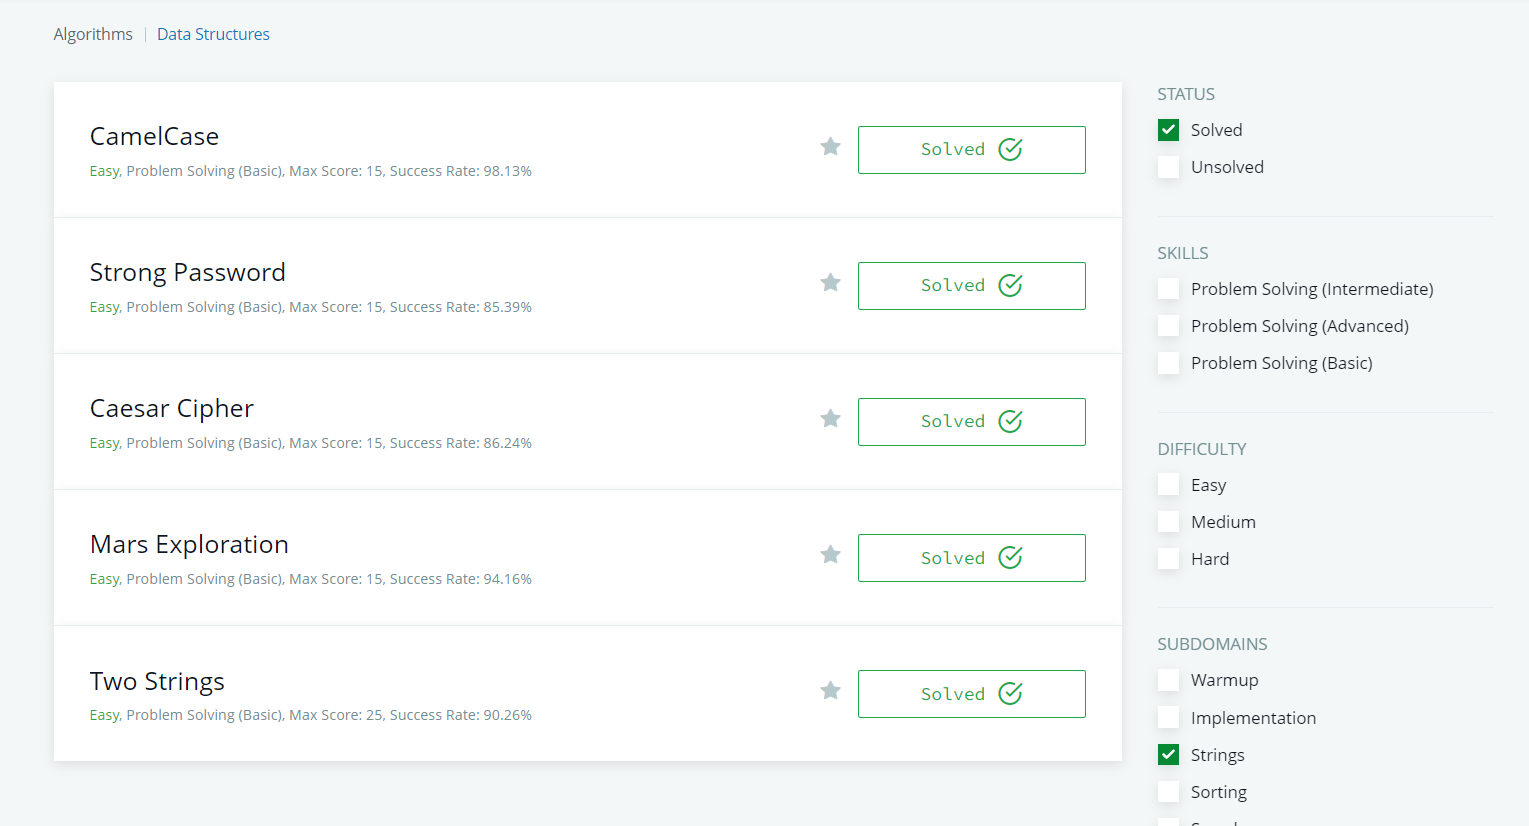 Algorithms | Data Structures
CamelCase
Easy, Problem Solving (Basic), Max Score: 15, Success Rate: 98.13%
Solved
Strong Password
Easy, Problem Solving (Basic), Max Score: 15, Success Rate: 85.39%
Solved
Caesar Cipher
Easy, Problem Solving (Basic), Max Score: 15, Success Rate: 86.24%
Solved
Mars Exploration
Easy, Problem Solving (Basic), Max Score: 15, Success Rate: 94.16%
Solved
Two Strings
Easy, Problem Solving (Basic), Max Score: 25, Success Rate: 90.26%
Solved
STATUS
Solved
Unsolved
SKILLS
Problem Solving (Intermediate)
Problem Solving (Advanced)
Problem Solving (Basic)
DIFFICULTY
Easy
Medium
Hard
SUBDOMAINS
Warmup
Implementation
Strings
Sorting